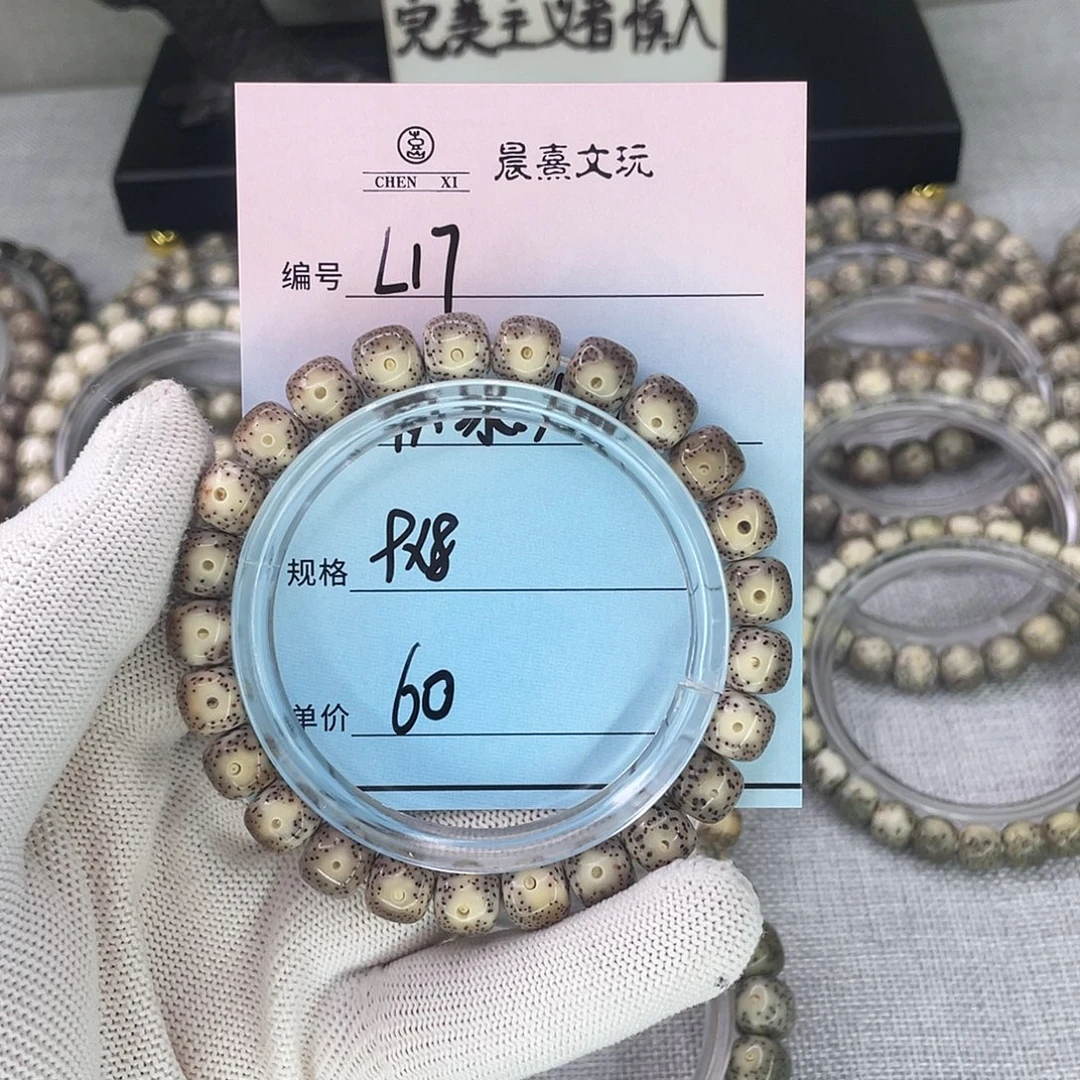 完美主义者慎入
晨熹文玩
CHEN XI
编号 L17
规格
单价 60